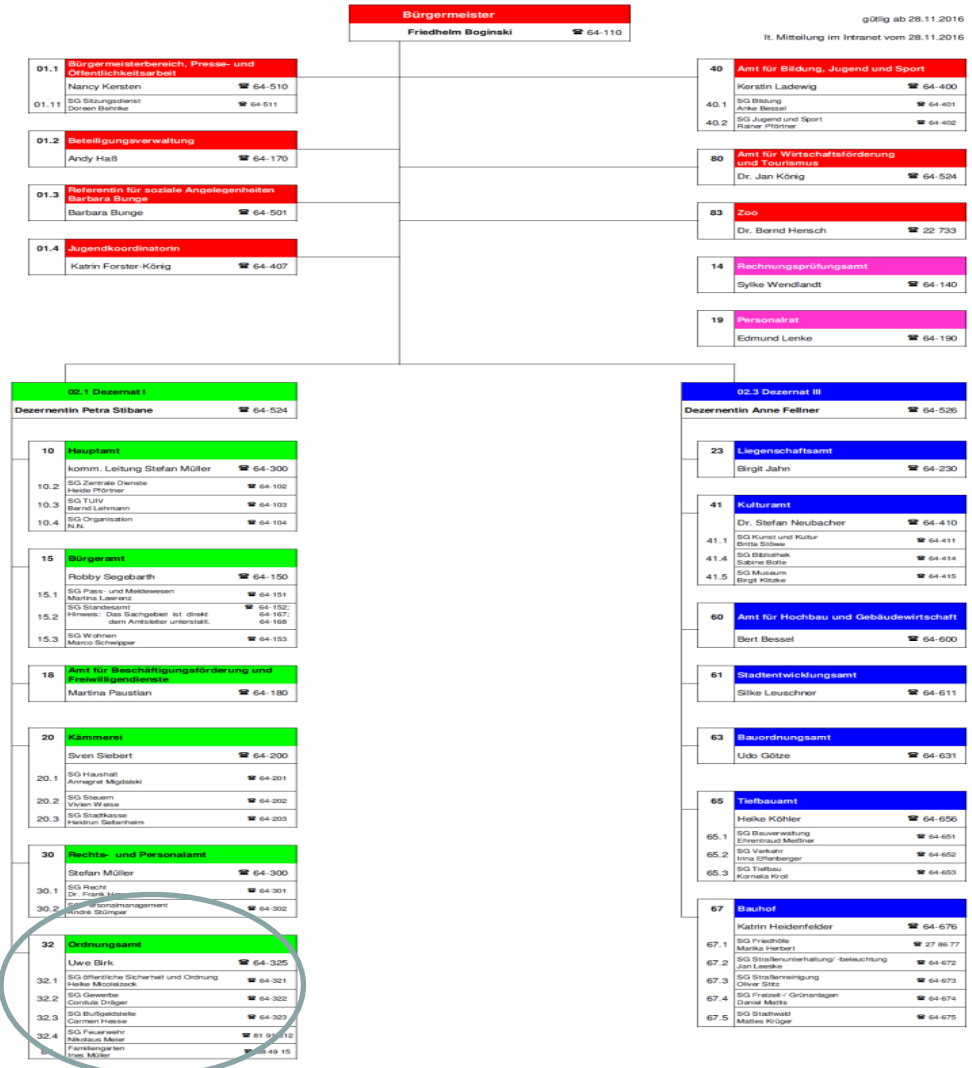 Bürgermeister
Friedhelm Boginski ☎ 64-110
gütlig ab 28.11.2016
lt. Mitteilung im Intranet vom 28.11.2016
01.1 Bürgermeisterbereich, Presse- und
Öffentlichkeitsarbeit
Nancy Kersten ☎ 64-510
01.11 SG Sitzungsdienst
Doreen Behnke ☎ 64-511
01.2 Beteiligungsverwaltung
Andy Haß ☎ 64-170
01.3 Referentin für soziale Angelegenheiten
Barbara Bunge
Barbara Bunge ☎ 64-501
01.4 Jugendkoordinatorin
Katrin Forster-König ☎ 64-407
40 Amt für Bildung, Jugend und Sport
Kerstin Ladewig ☎ 64-400
40.1 SG Bildung
Anke Bessel ☎ 64-401
40.2 SG Jugend und Sport
Rainer Pförtner ☎ 64-402
80 Amt für Wirtschaftsförderung
und Tourismus
Dr. Jan König ☎ 64-524
83 Zoo
Dr. Bernd Hensch ☎ 22 733
14 Rechnungsprüfungsamt
Sylke Wendlandt ☎ 64-140
19 Personalrat
Edmund Lenke ☎ 64-190
02.1 Dezernat I
Dezernentin Petra Stibane ☎ 64-524
10 Hauptamt
komm. Leitung Stefan Müller ☎ 64-300
10.2 SG Zentrale Dienste
Heide Pförtner ☎ 64-102
10.3 SG TUIV
Bernd Lehmann ☎ 64-103
10.4 SG Organisation
N.N. ☎ 64-104
15 Bürgeramt
Robby Segebarth ☎ 64-150
15.1 SG Pass- und Meldewesen
Martina Lawrenz ☎ 64-151
15.2 SG Standesamt ☎ 64-152;
Hinweis: Das Sachgebiet ist direkt 64-167;
dem Amtsleiter unterstellt. 64-168
15.3 SG Wohnen
Marco Schwipper ☎ 64-153
18 Amt für Beschäftigungsförderung und
Freiwilligendienste
Martina Paustian ☎ 64-180
20 Kämmerei
Sven Siebert ☎ 64-200
20.1 SG Haushalt
Annegret Migdalski ☎ 64-201
20.2 SG Steuern
Vivien Weise ☎ 64-202
20.3 SG Stadtkasse
Heidrun Seltenheim ☎ 64-203
30 Rechts- und Personalamt
Stefan Müller ☎ 64-300
30.1 SG Recht
Dr. Frank ☎ 64-301
30.2 SG Personalmanagement
André Stümper ☎ 64-302
32 Ordnungsamt
Uwe Birk ☎ 64-325
32.1 SG öffentliche Sicherheit und Ordnung
Heike ☎ 64-321
32.2 SG Gewerbe
Cordula Dräger ☎ 64-322
32.3 SG Bußgeldstelle
Carmen Hesse ☎ 64-323
32.4 SG Feuerwehr
Nikolaus Meier ☎ 81 91
Familiengarten
Ines Müller 49 15
02.3 Dezernat III
Dezernentin Anne Fellner ☎ 64-526
23 Liegenschaftsamt
Birgit Jahn ☎ 64-230
41 Kulturamt
Dr. Stefan Neubacher ☎ 64-410
41.1 SG Kunst und Kultur
Britta Stöwe ☎ 64-411
41.4 SG Bibliothek
Sabine Bolte ☎ 64-414
41.5 SG Museum
Birgit Klitzke ☎ 64-415
60 Amt für Hochbau und Gebäudewirtschaft
Bert Bessel ☎ 64-600
61 Stadtentwicklungsamt
Silke Leuschner ☎ 64-611
63 Bauordnungsamt
Udo Götze ☎ 64-631
65 Tiefbauamt
Heike Köhler ☎ 64-656
65.1 SG Bauverwaltung
Ehrentraud Meißner ☎ 64-651
65.2 SG Verkehr
Irina Effenberger ☎ 64-652
65.3 SG Tiefbau
Kornelia Kroll ☎ 64-653
67 Bauhof
Katrin Heidenfelder ☎ 64-676
67.1 SG Friedhöfe
Marika Herbert ☎ 27 86 77
67.2 SG Straßenunterhaltung/ -beleuchtung
Jan Leeske ☎ 64-672
67.3 SG Straßenreinigung
Oliver Stitz ☎ 64-673
67.4 SG Freizeit-/ Grünanlagen
Daniel Mattis ☎ 64-674
67.5 SG Stadtwald
Mattes Krüger ☎ 64-675